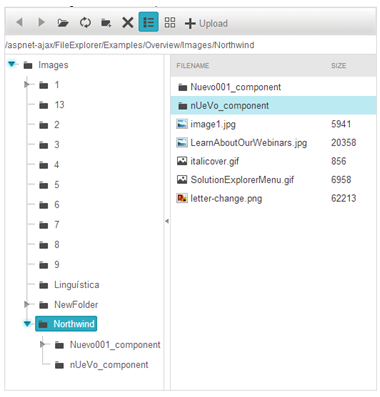 Upload
/aspnet-ajax/FileExplorer/Examples/Overview/Images/Northwind
Images
1
13
2
3
4
5
6
7
8
9
Linguística
NewFolder
Northwind
Nuevo001_component
nUeVo_component
FILENAME SIZE
Nuevo001_component
nUeVo_component
image1.jpg 5941
LearnAboutOurWebinars.jpg 20358
italicover.gif 856
SolutionExplorerMenu.gif 6958
letter-change.png 62213